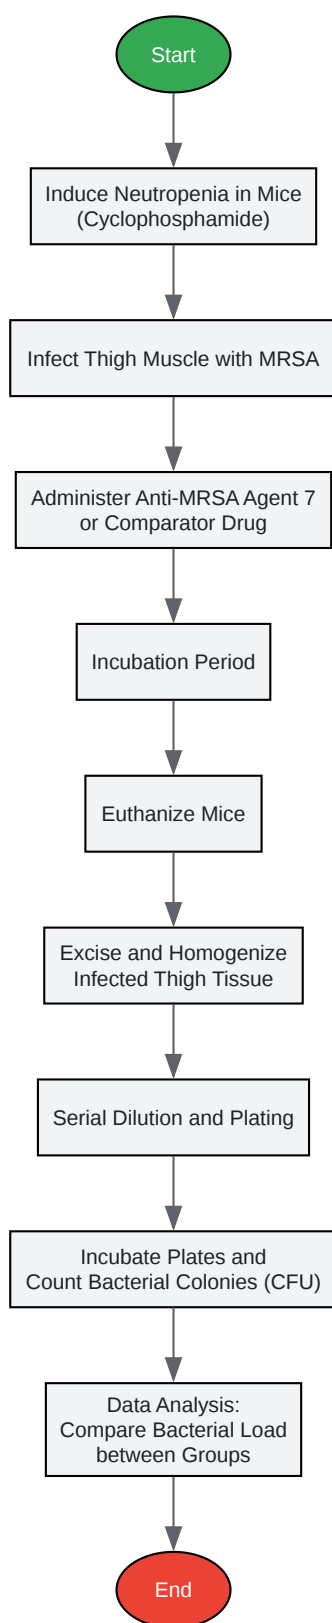 Start
Induce Neutropenia in Mice
(Cyclophosphamide)
Infect Thigh Muscle with MRSA
Administer Anti-MRSA Agent 7
or Comparator Drug
Incubation Period
Euthanize Mice
Excise and Homogenize
Infected Thigh Tissue
Serial Dilution and Plating
Incubate Plates and
Count Bacterial Colonies (CFU)
Data Analysis:
Compare Bacterial Load
between Groups
End